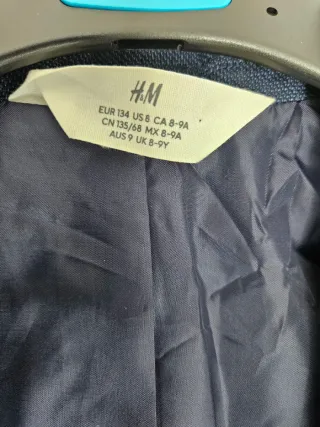 H&M
EUR 134 US 8 CA 8-9A
CN 135/68 MX 8-9A
AUS 9 UK 8-9Y